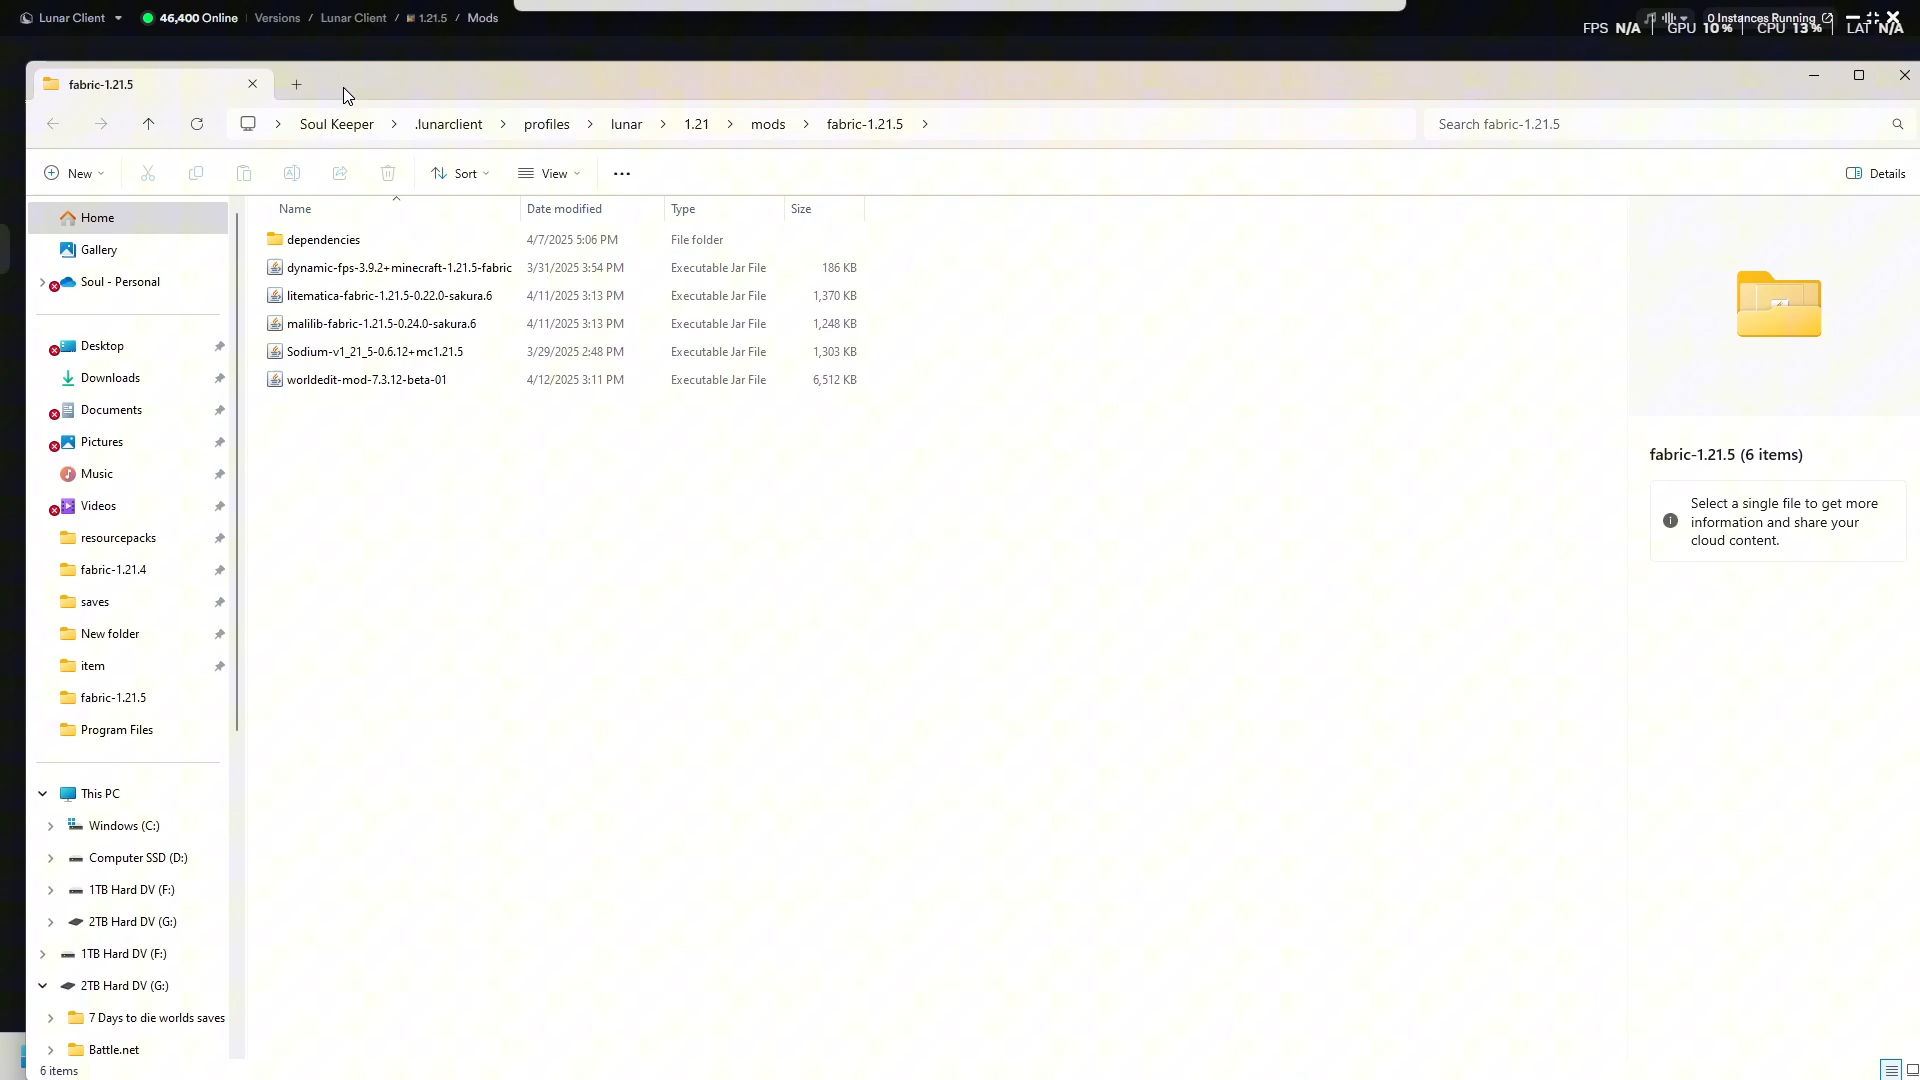 Lunar Client
46,400 Online
Versions / Lunar Client / 1.21.5 / Mods
0 Instances Running
FPS N/A GPU 10 % CPU 13 % LAT N/A
fabric-1.21.5
Soul Keeper > .lunarclient > profiles > lunar > 1.21 > mods > fabric-1.21.5 >
Search fabric-1.21.5
New
Sort
View
Details
Home
Gallery
Soul - Personal
Desktop
Downloads
Documents
Pictures
Music
Videos
resourcepacks
fabric-1.21.4
saves
New folder
item
fabric-1.21.5
Program Files
This PC
Windows (C:)
Computer SSD (D:)
1TB Hard DV (F:)
2TB Hard DV (G:)
1TB Hard DV (F:)
2TB Hard DV (G:)
7 Days to die worlds saves
Battle.net
6 items
Name Date modified Type Size
dependencies 4/7/2025 5:06 PM File folder
dynamic-fps-3.9.2+minecraft-1.21.5-fabric 3/31/2025 3:54 PM Executable Jar File 186 KB
litematica-fabric-1.21.5-0.22.0-sakura.6 4/11/2025 3:13 PM Executable Jar File 1,370 KB
malilib-fabric-1.21.5-0.24.0-sakura.6 4/11/2025 3:13 PM Executable Jar File 1,248 KB
Sodium-v1_21_5-0.6.12+mc1.21.5 3/29/2025 2:48 PM Executable Jar File 1,303 KB
worldedit-mod-7.3.12-beta-01 4/12/2025 3:11 PM Executable Jar File 6,512 KB
fabric-1.21.5 (6 items)
Select a single file to get more
information and share your
cloud content.